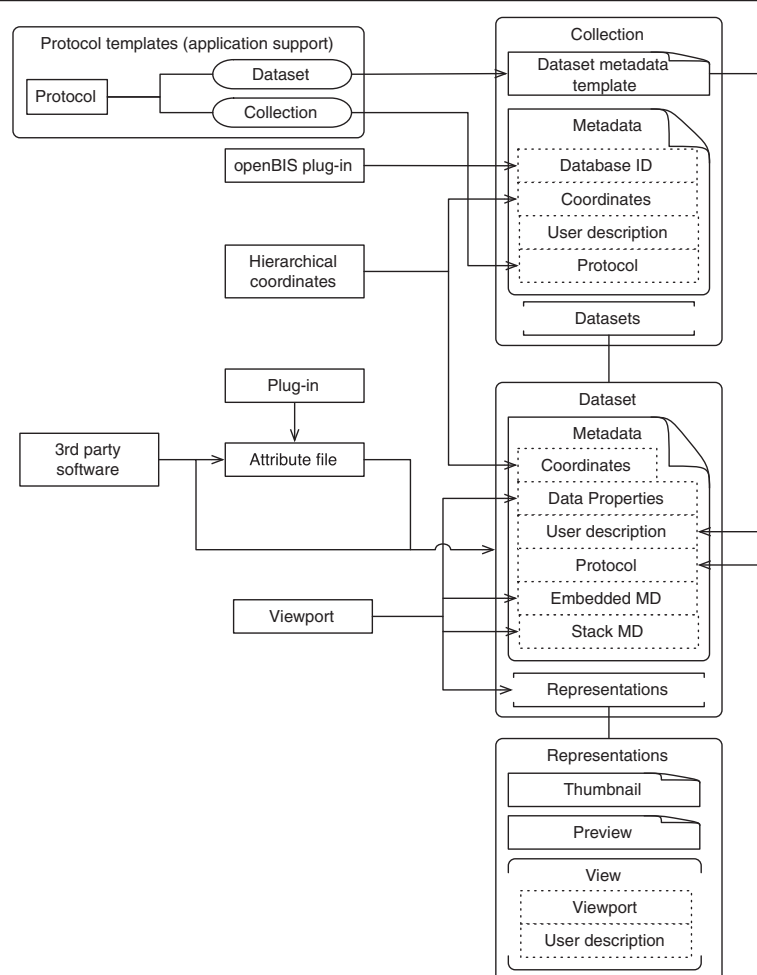 Protocol templates (application support)
Protocol
Dataset
Collection
openBIS plug-in
Hierarchical
coordinates
Plug-in
3rd party
software
Attribute file
Viewport
Collection
Dataset metadata
template
Metadata
Database ID
Coordinates
User description
Protocol
Datasets
Dataset
Metadata
Coordinates
Data Properties
User description
Protocol
Embedded MD
Stack MD
Representations
Representations
Thumbnail
Preview
View
Viewport
User description